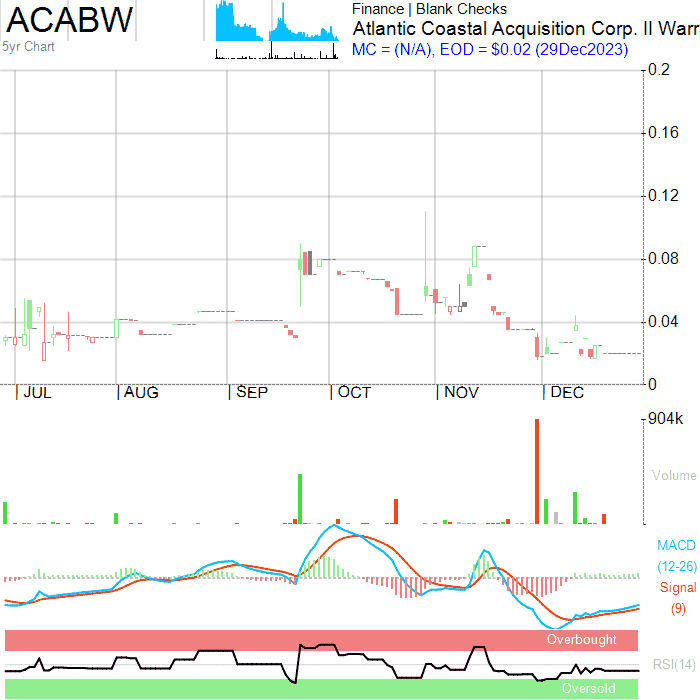 ACABW
5yr Chart
Finance | Blank Checks
Atlantic Coastal Acquisition Corp. II Warr
MC = (N/A), EOD = $0.02 (29Dec2023)
0.2
0.16
0.12
0.08
0.04
0
| JUL | AUG | SEP | OCT | NOV | DEC
904k
Volume
MACD
(12-26)
Signal
(9)
Overbought
RSI(14)
Oversold